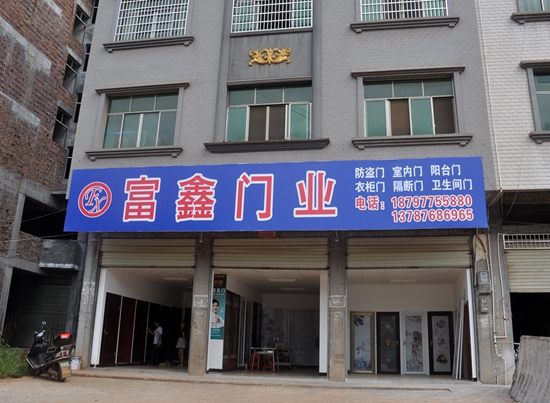 FX
富鑫门业
防盗门 室内门 阳台门
衣柜门 隔断门 卫生间门
电话：18797755880
13787686965